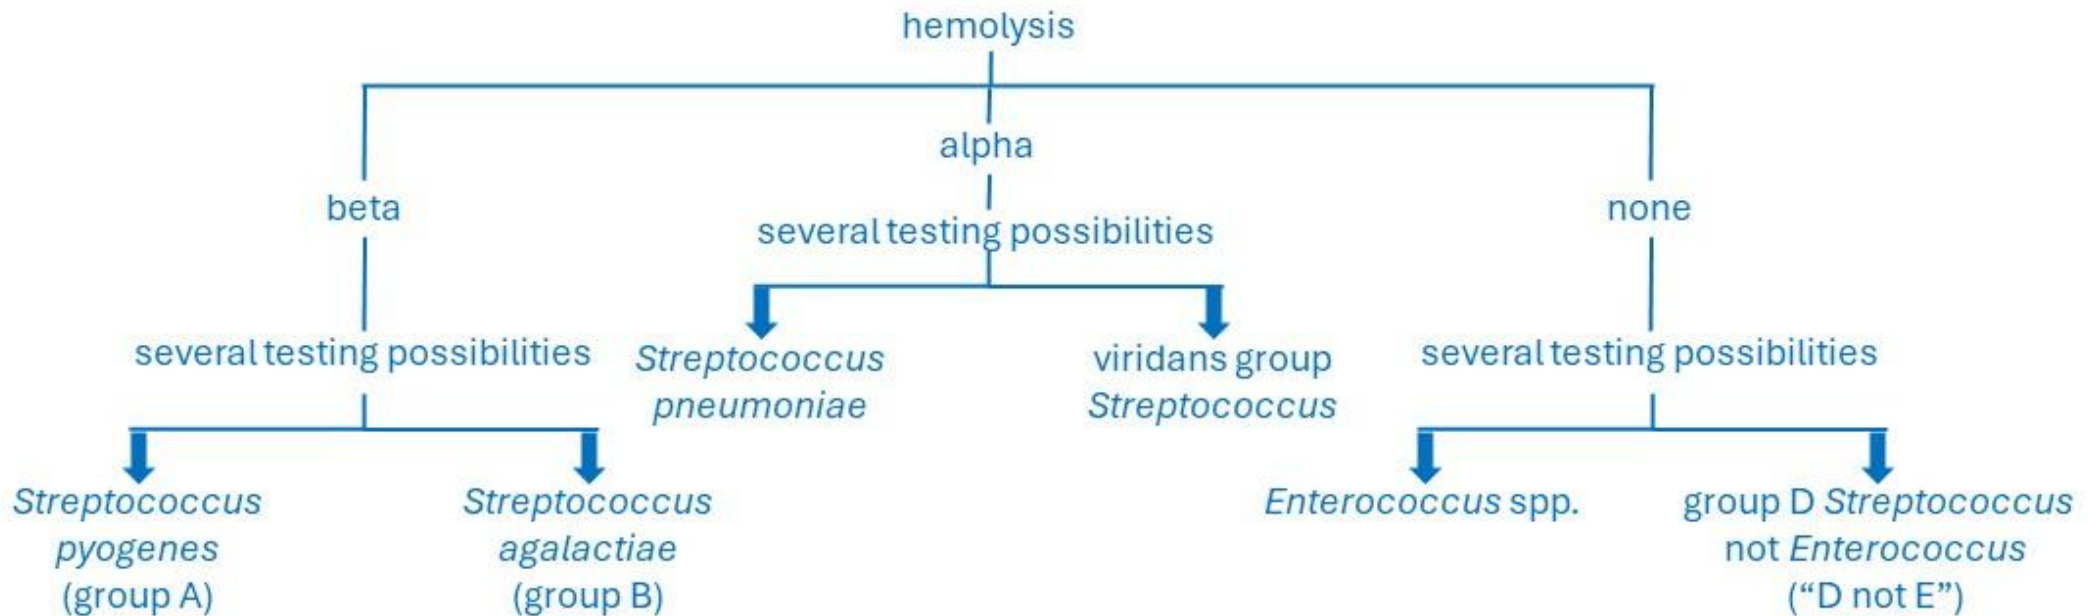 hemolysis
alpha
beta
none
several testing possibilities
several testing possibilities
Streptococcus
pneumoniae
viridans group
Streptococcus
several testing possibilities
Streptococcus
pyogenes
(group A)
Streptococcus
agalactiae
(group B)
Enterococcus spp.
group D Streptococcus
not Enterococcus
(“D not E”)